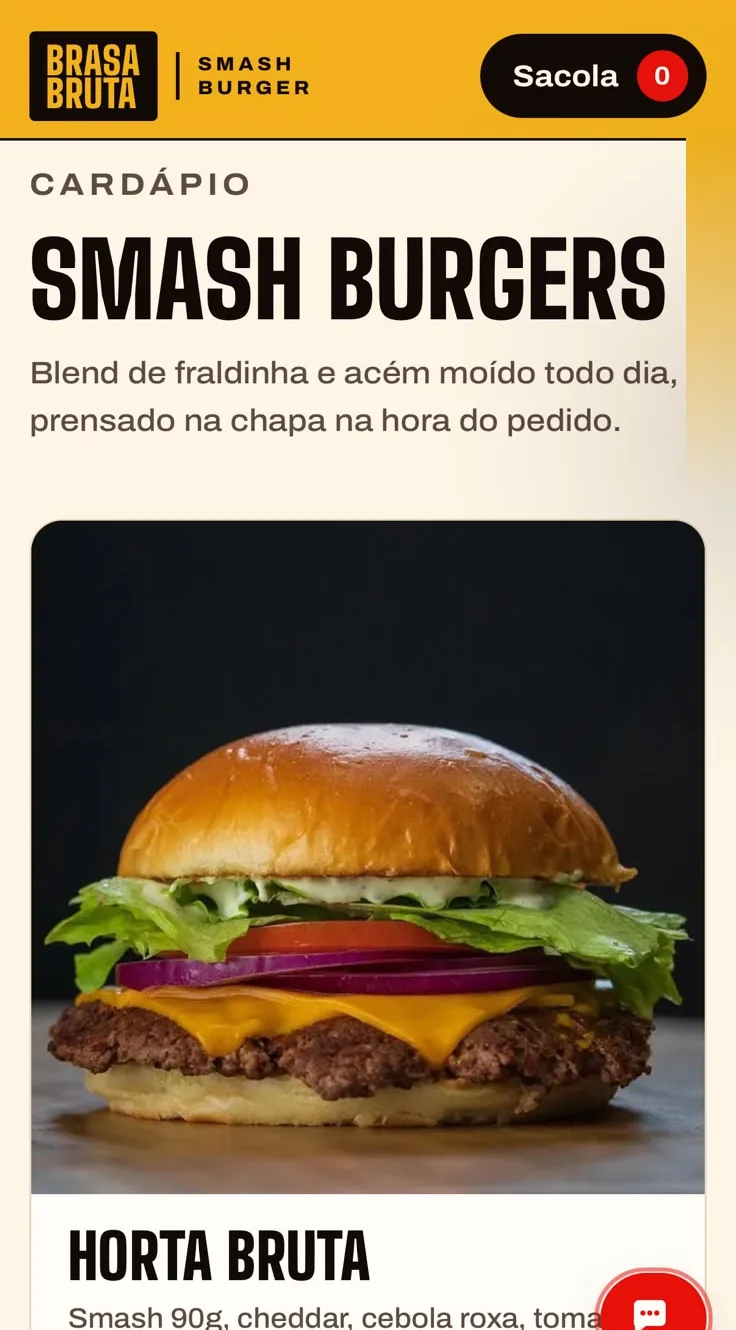 BRASA
BRUTA
SMASH
BURGER
Sacola 0
CARDÁPIO
SMASH BURGERS
Blend de fraldinha e acém moído todo dia,
prensado na chapa na hora do pedido.
HORTA BRUTA
Smash 90g, cheddar, cebola roxa, toma